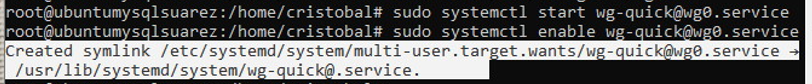 root@ubuntumysqlsuarez:/home/cristobal# sudo systemctl start wg-quick@wg0.service
root@ubuntumysqlsuarez:/home/cristobal# sudo systemctl enable wg-quick@wg0.service
Created symlink /etc/systemd/system/multi-user.target.wants/wg-quick@wg0.service →
/usr/lib/systemd/system/wg-quick@.service.